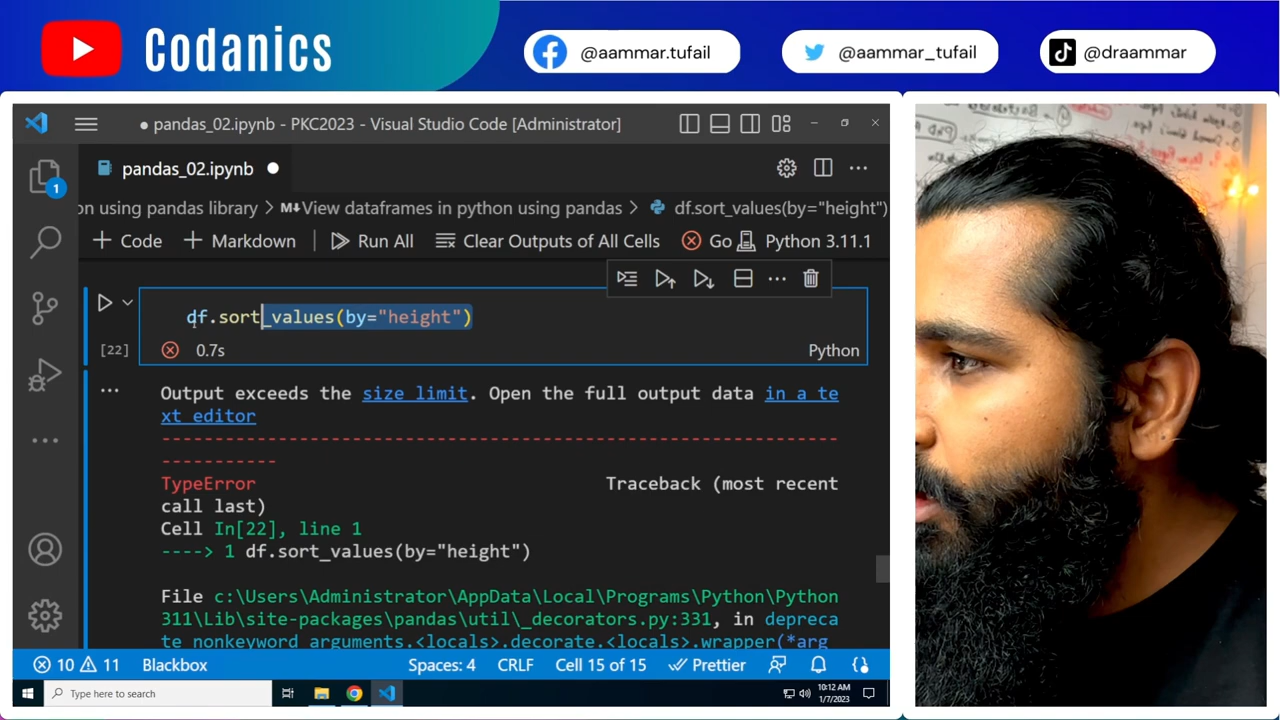 Codanics
@aammar.tufail
@aammar_tufail
@draammar
pandas_02.ipynb - PKC2023 - Visual Studio Code [Administrator]
pandas_02.ipynb
on using pandas library > M↓View dataframes in python using pandas > df.sort_values(by="height")
+ Code + Markdown Run All Clear Outputs of All Cells Go Python 3.11.1
1
df.sort_values(by="height")
[22] 0.7s Python
... Output exceeds the size limit. Open the full output data in a te
xt editor
---------------------------------------------------------------
-----------
TypeError Traceback (most recent
call last)
Cell In[22], line 1
----> 1 df.sort_values(by="height")
File c:\Users\Administrator\AppData\Local\Programs\Python\Python
311\Lib\site-packages\pandas\util\_decorators.py:331, in depreca
te_nonkeyword_arguments.<locals>.decorate.<locals>.wrapper(*arg
10 11 Blackbox Spaces: 4 CRLF Cell 15 of 15 Prettier
Type here to search
10:12 AM
1/7/2023